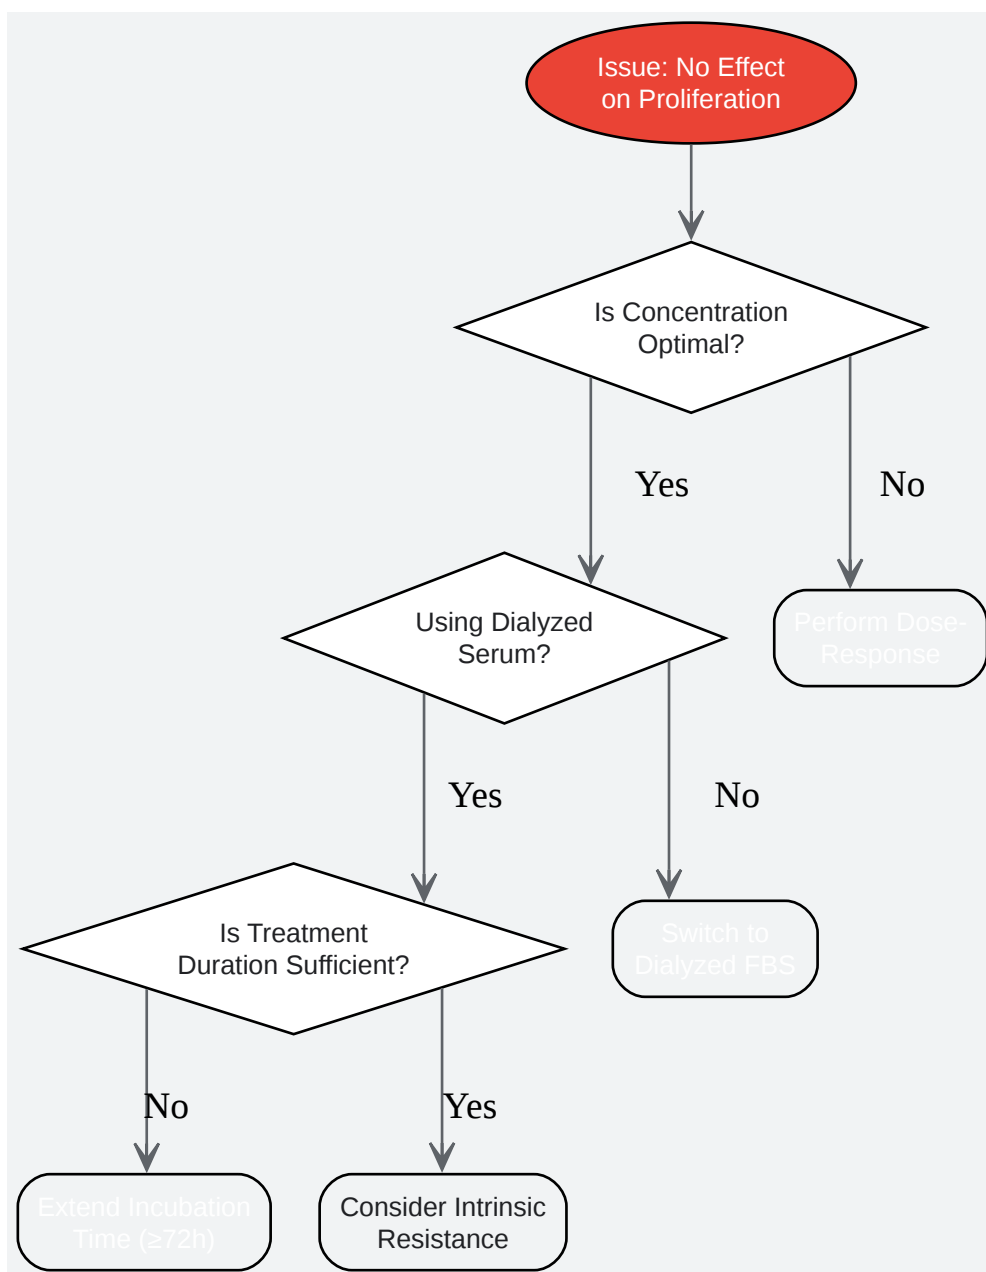 Issue: No Effect
on Proliferation
Is Concentration
Optimal?
Yes
No
Using Dialyzed
Serum?
Perform Dose-
Response
Yes
No
Is Treatment
Duration Sufficient?
Switch to
Dialyzed FBS
No
Yes
Extend Incubation
Time (≥72h)
Consider Intrinsic
Resistance